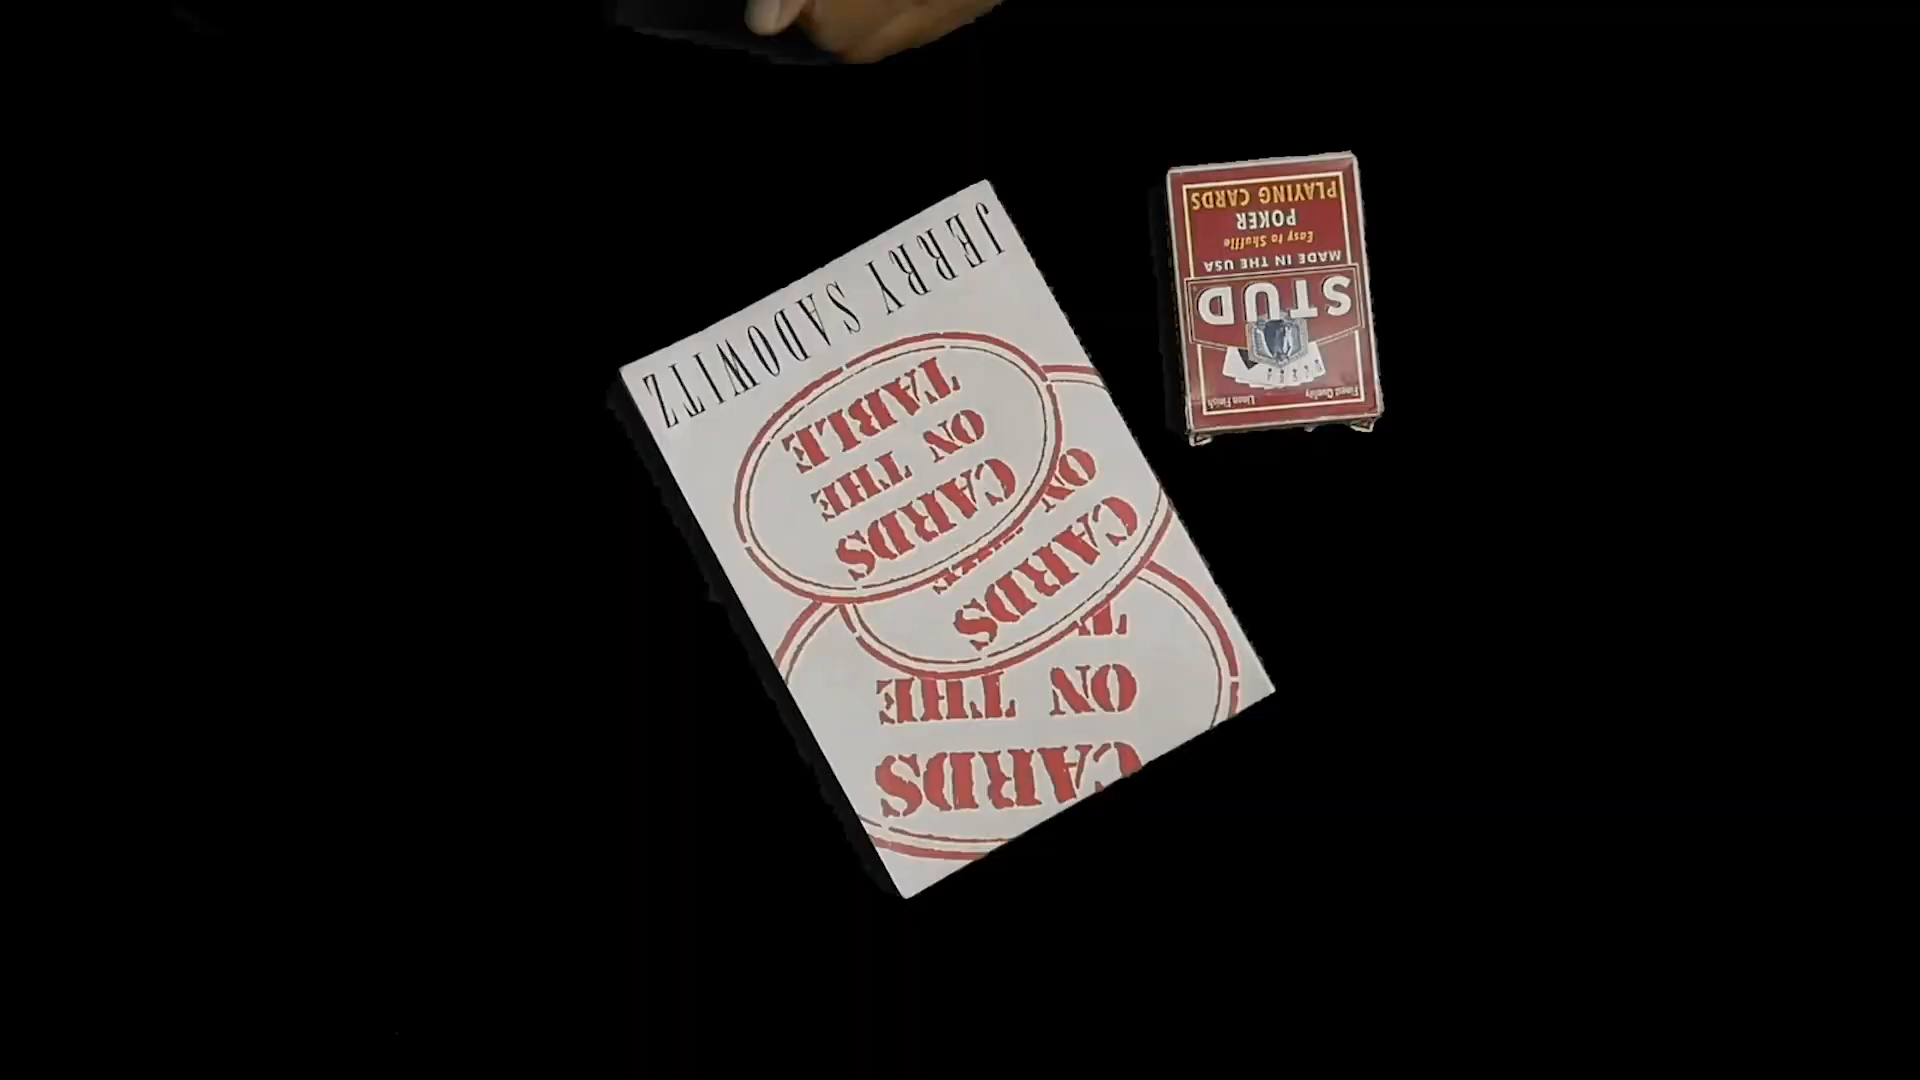 CARDS
ON THE
CARDS
ON
CARDS
ON THE
TABLE
JERRY SADOWITZ
Finest Quality Linen Finish
STUD
MADE IN THE USA
Easy to Shuffle
POKER
PLAYING CARDS